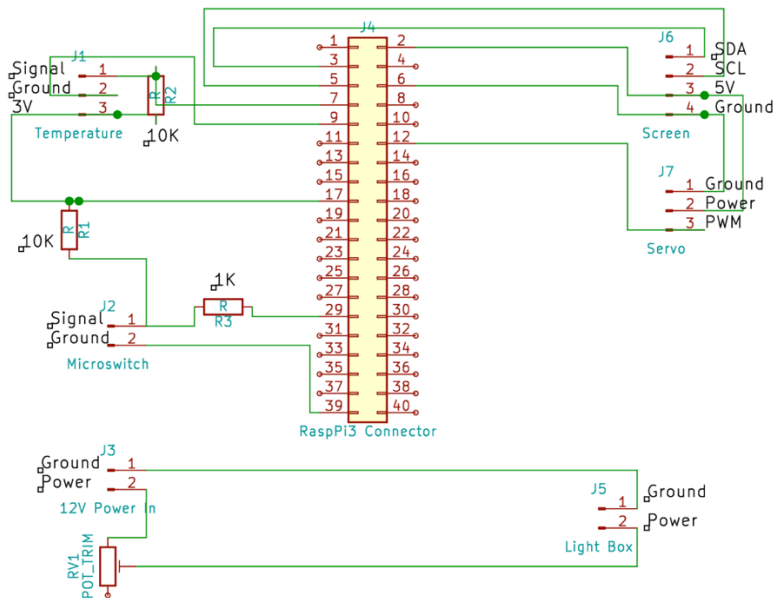 J4
J6
1 2
3 4
5 6
7 8
9 10
11 12
13 14
15 16
17 18
19 20
21 22
23 24
25 26
27 28
29 30
31 32
33 34
35 36
37 38
39 40
RaspPi3 Connector
J1
Signal 1
Ground 2
3V 3
Temperature
R
R2
10K
R
R1
10K
1K
R
R3
J2
Signal 1
Ground 2
Microswitch
1 SDA
2 SCL
3 5V
4 Ground
Screen
J7
1 Ground
2 Power
3 PWM
Servo
J3
Ground 1
Power 2
12V Power In
RV1
POT_TRIM
J5
1 Ground
2 Power
Light Box